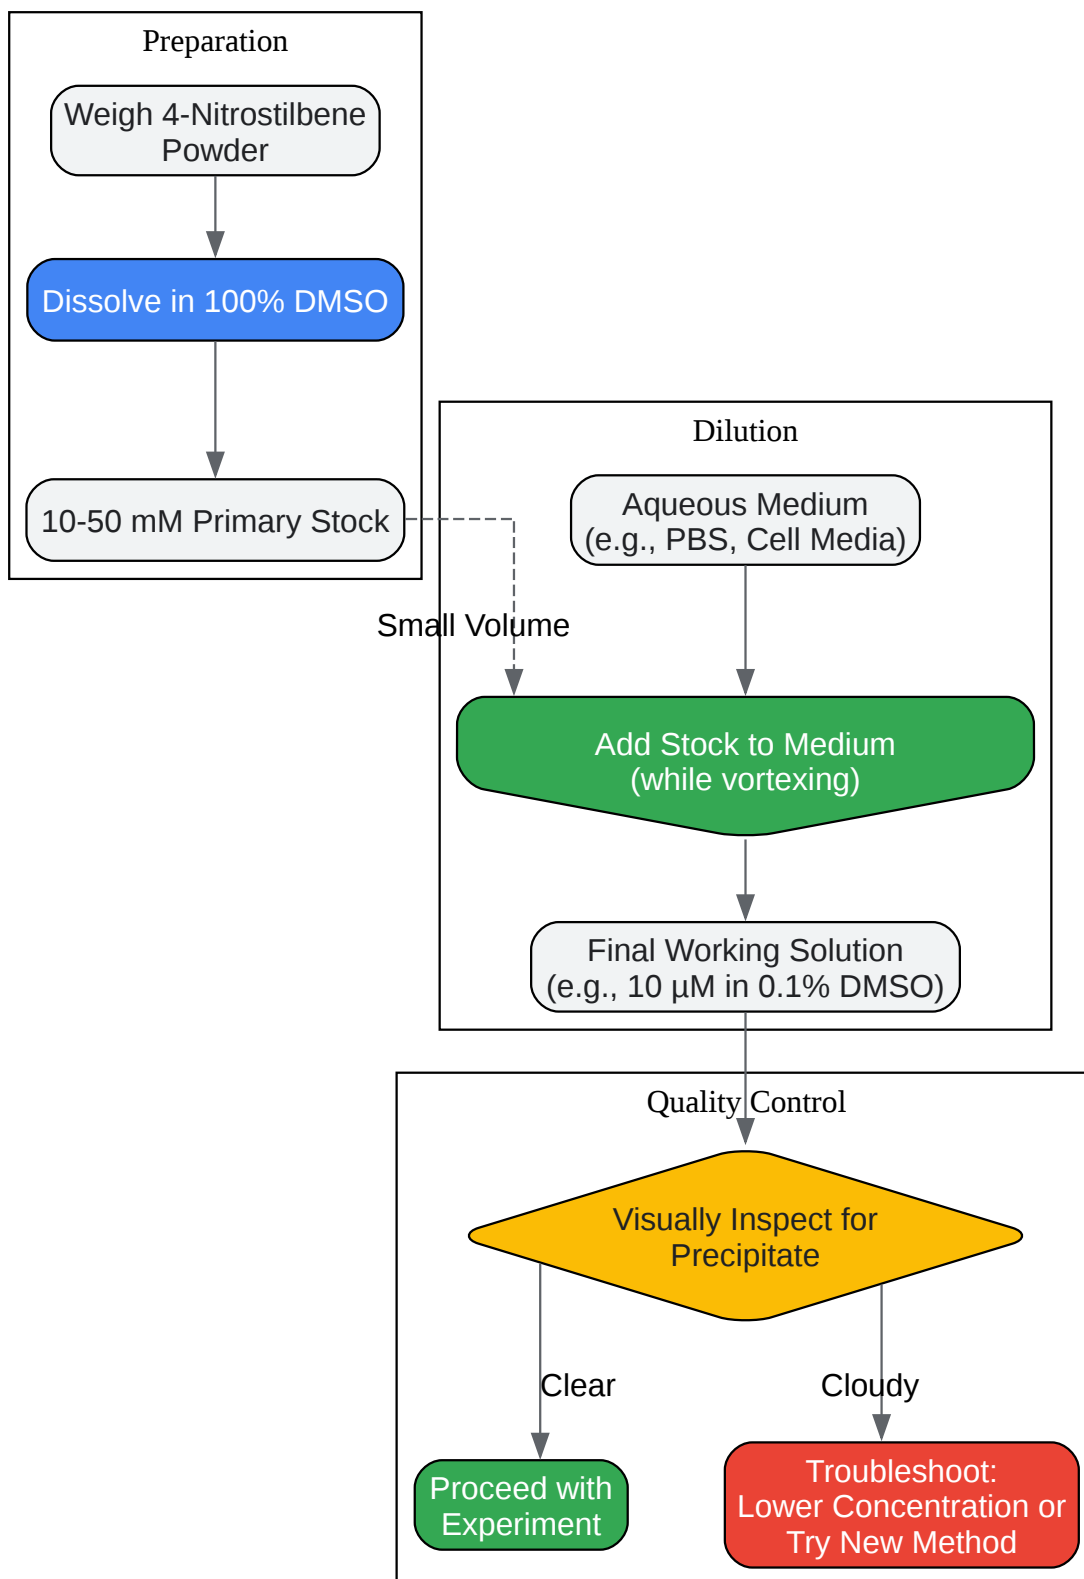 Preparation
Weigh 4-Nitrostilbene
Powder
Dissolve in 100% DMSO
10-50 mM Primary Stock
Dilution
Aqueous Medium
(e.g., PBS, Cell Media)
Small Volume
Add Stock to Medium
(while vortexing)
Final Working Solution
(e.g., 10 µM in 0.1% DMSO)
Quality Control
Visually Inspect for
Precipitate
Clear
Cloudy
Proceed with
Experiment
Troubleshoot:
Lower Concentration or
Try New Method